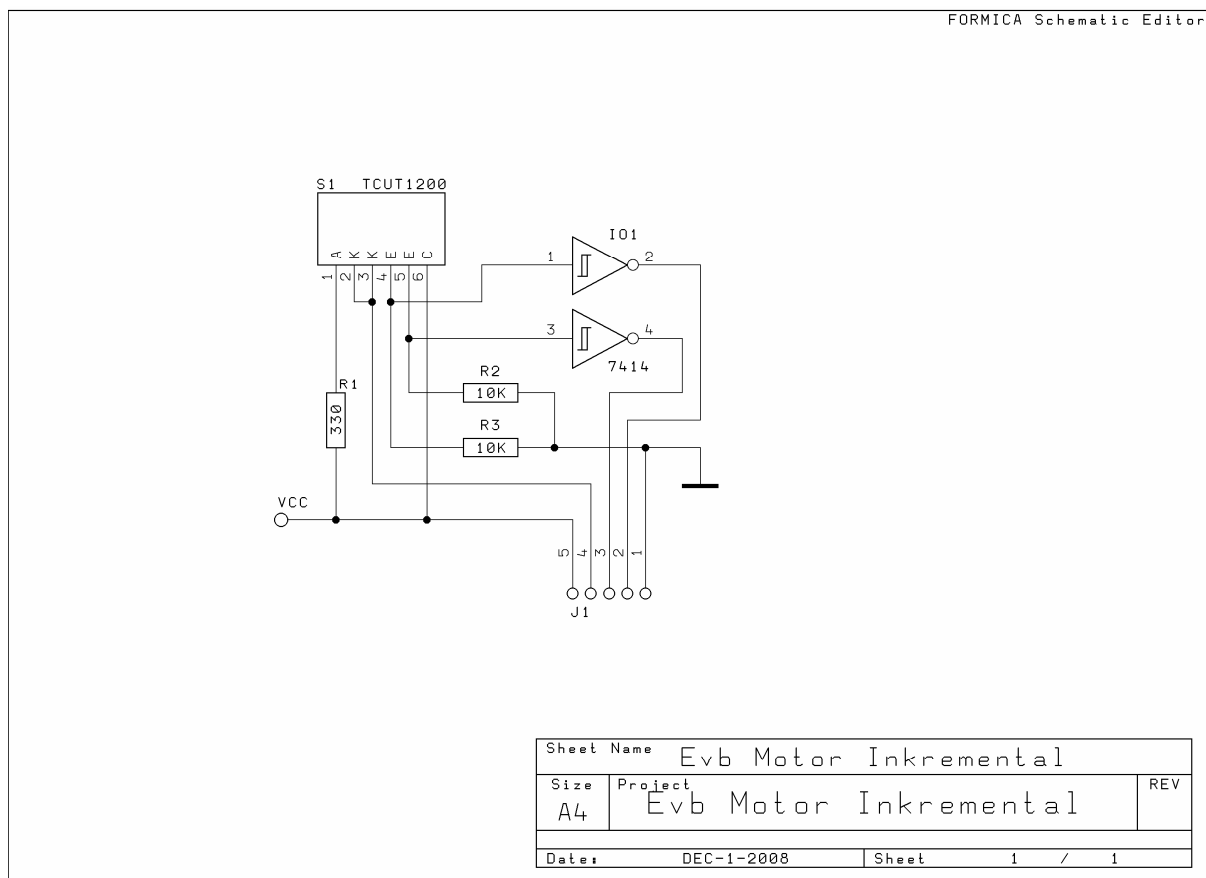 FORMICA Schematic Editor
S1 TCUT1200
A K K E E C
1 2 3 4 5 6
IO1
1 2
3 4
7414
R1
330
R2
10K
R3
10K
VCC
5 4 3 2 1
J1
Sheet Name Evb Motor Inkremental
Size A4
Project Evb Motor Inkremental
REV
Date: DEC-1-2008
Sheet 1 / 1